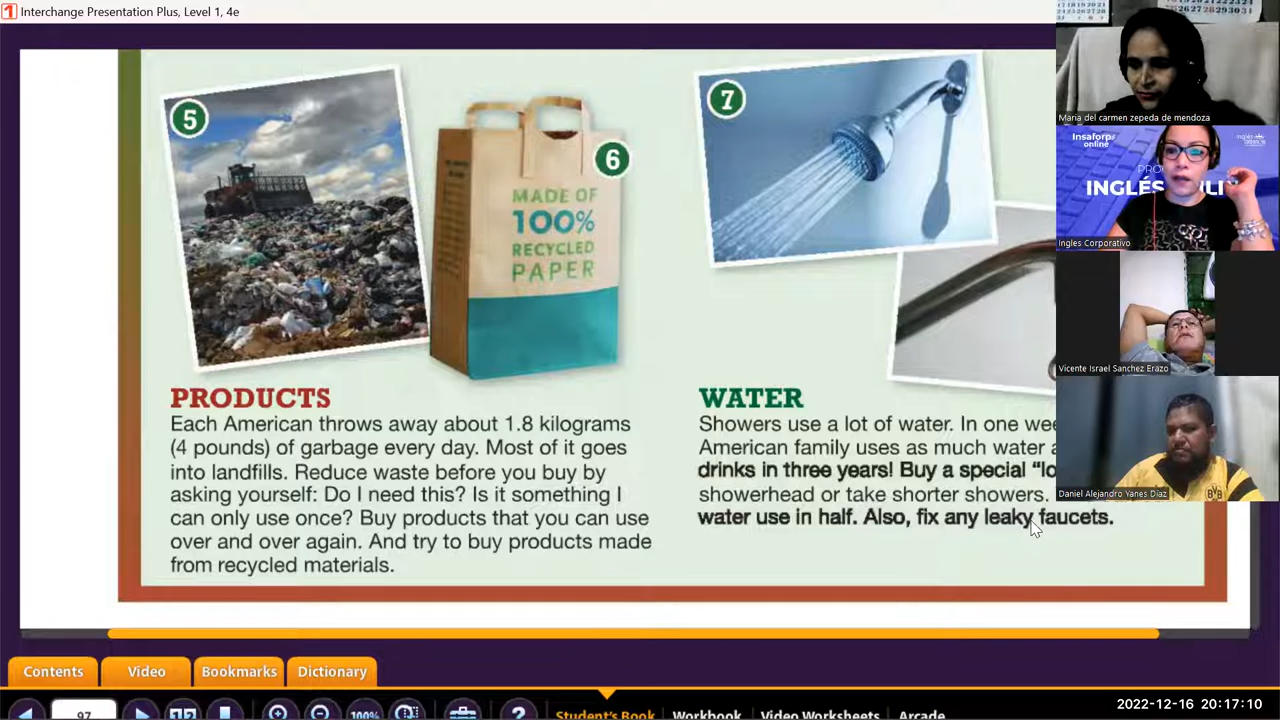 Interchange Presentation Plus, Level 1, 4e
5
6
7
MADE OF
100%
RECYCLED
PAPER
PRODUCTS
Each American throws away about 1.8 kilograms
(4 pounds) of garbage every day. Most of it goes
into landfills. Reduce waste before you buy by
asking yourself: Do I need this? Is it something I
can only use once? Buy products that you can use
over and over again. And try to buy products made
from recycled materials.
WATER
Showers use a lot of water. In one wee
American family uses as much water a
drinks in three years! Buy a special “lo
showerhead or take shorter showers.
water use in half. Also, fix any leaky faucets.
Maria del carmen zepeda de mendoza
Insaforp
online
INGLÉS
Ingles Corporativo
Vicente Israel Sanchez Erazo
Daniel Alejandro Yanes Diaz
BVB
Contents
Video
Bookmarks
Dictionary
97
100%
?
Student's Book
Workbook
Video Worksheets
Arcade
2022-12-16 20:17:10